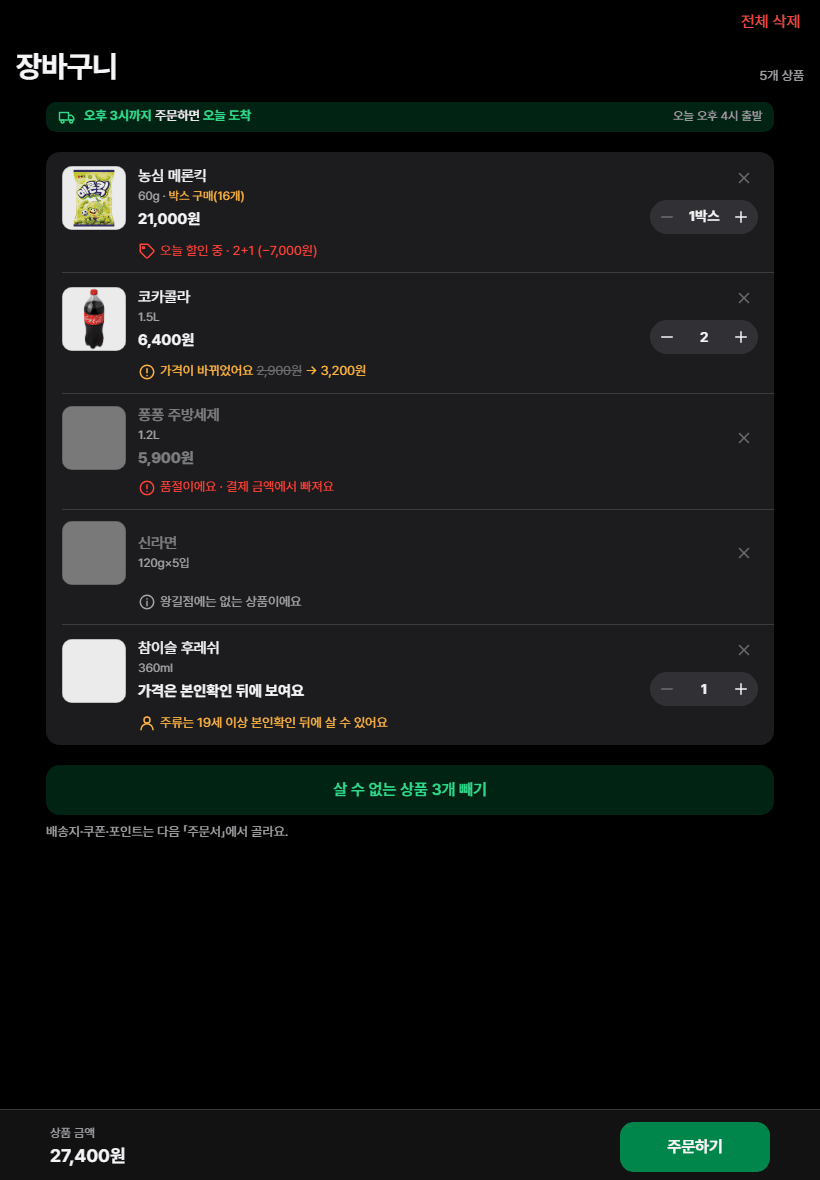 전체 삭제
장바구니
5개 상품
오후 3시까지 주문하면 오늘 도착
오늘 오후 4시 출발
농심 메론킥
60g · 박스 구매(16개)
21,000원
1박스
오늘 할인 중 · 2+1 (−7,000원)
메론킥
코카콜라
1.5L
6,400원
2
가격이 바뀌었어요 2,900원 → 3,200원
퐁퐁 주방세제
1.2L
5,900원
품절이에요 · 결제 금액에서 빠져요
신라면
120g×5입
왕길점에는 없는 상품이에요
참이슬 후레쉬
360ml
가격은 본인확인 뒤에 보여요
1
주류는 19세 이상 본인확인 뒤에 살 수 있어요
살 수 없는 상품 3개 빼기
배송지·쿠폰·포인트는 다음 「주문서」에서 골라요.
상품 금액
27,400원
주문하기